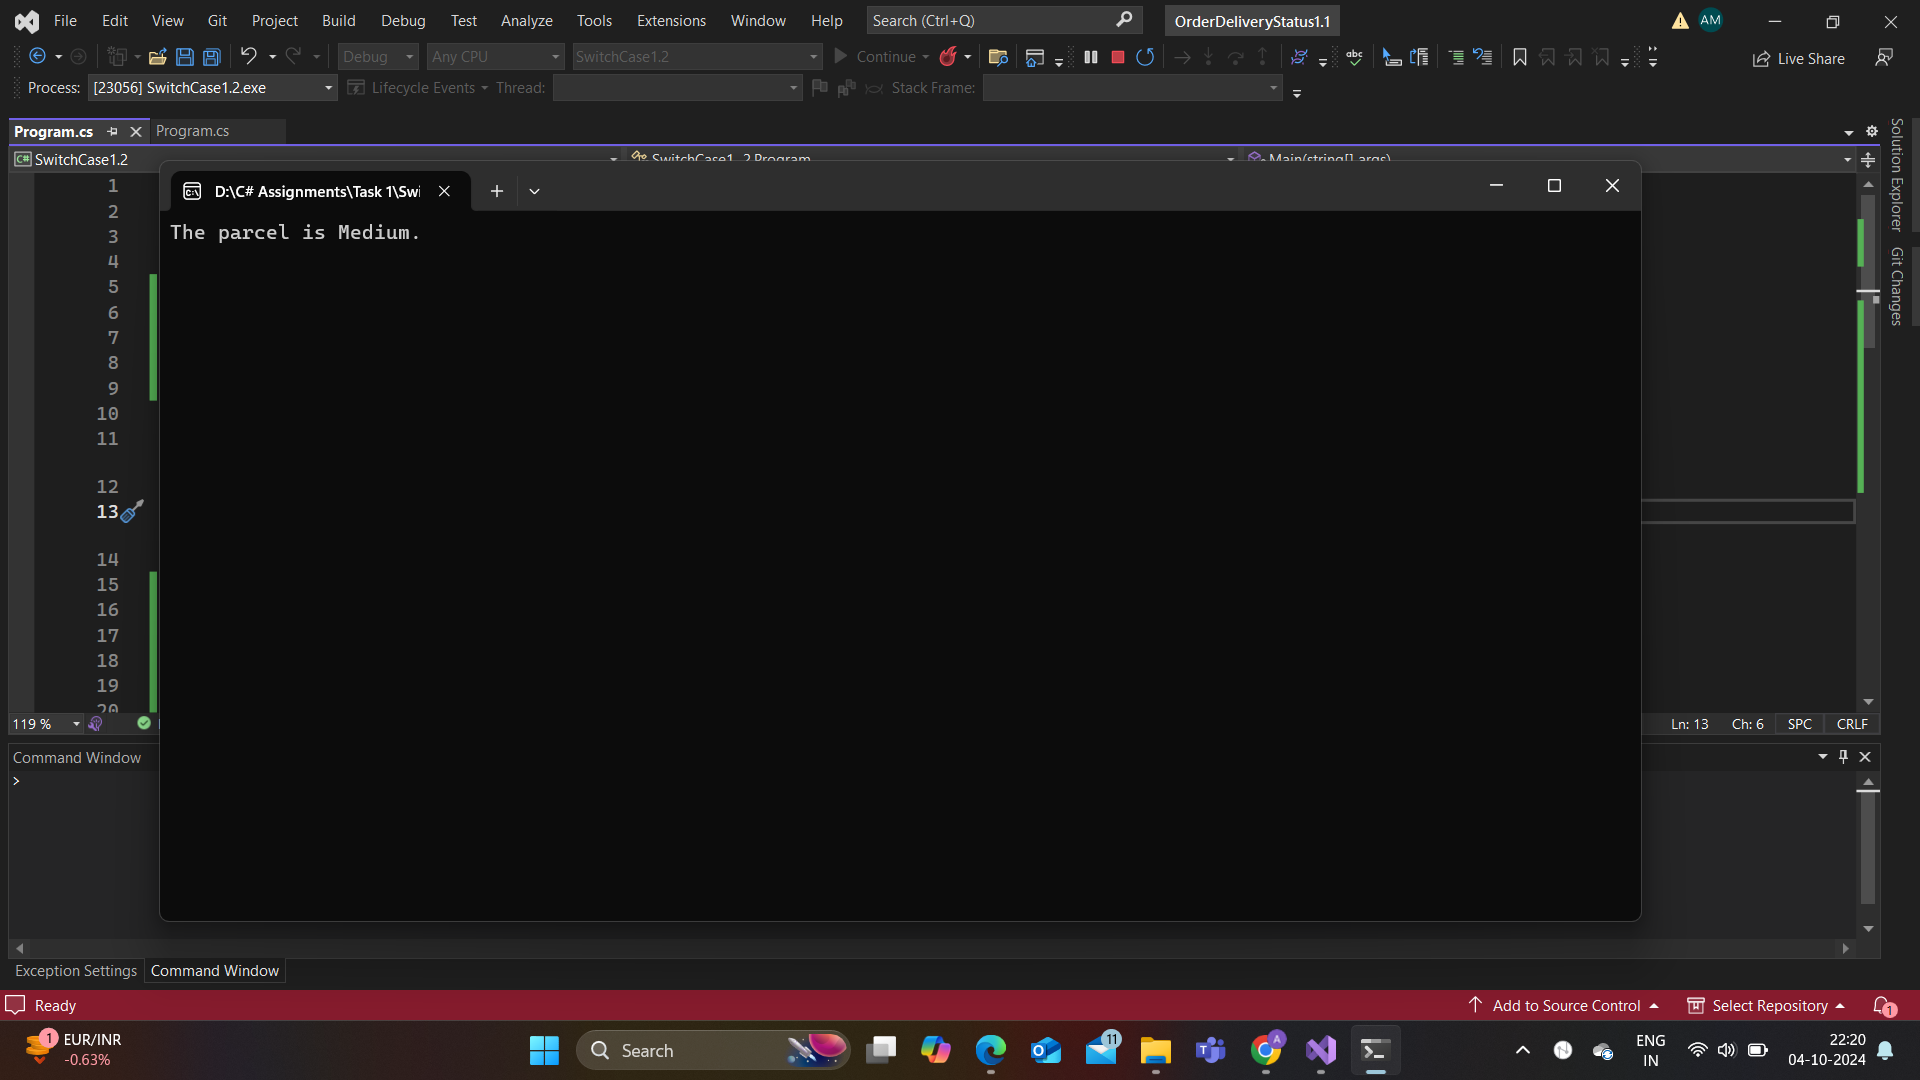 File Edit View Git Project Build Debug Test Analyze Tools Extensions Window Help Search (Ctrl+Q) OrderDeliveryStatus1.1 AM
Debug Any CPU SwitchCase1.2 Continue abc Live Share
Process: [23056] SwitchCase1.2.exe Lifecycle Events Thread: Stack Frame:
Program.cs Program.cs
C# SwitchCase1.2 SwitchCase1_2.Program Main(string[] args)
D:\C# Assignments\Task 1\Swi
The parcel is Medium.
1
2
3
4
5
6
7
8
9
10
11
12
13
14
15
16
17
18
19
20
Solution Explorer
Git Changes
119 % Ln: 13 Ch: 6 SPC CRLF
Command Window
>
Exception Settings Command Window
Ready Add to Source Control Select Repository 1
1 EUR/INR
-0.63%
Search
11
A
ENG
IN
22:20
04-10-2024